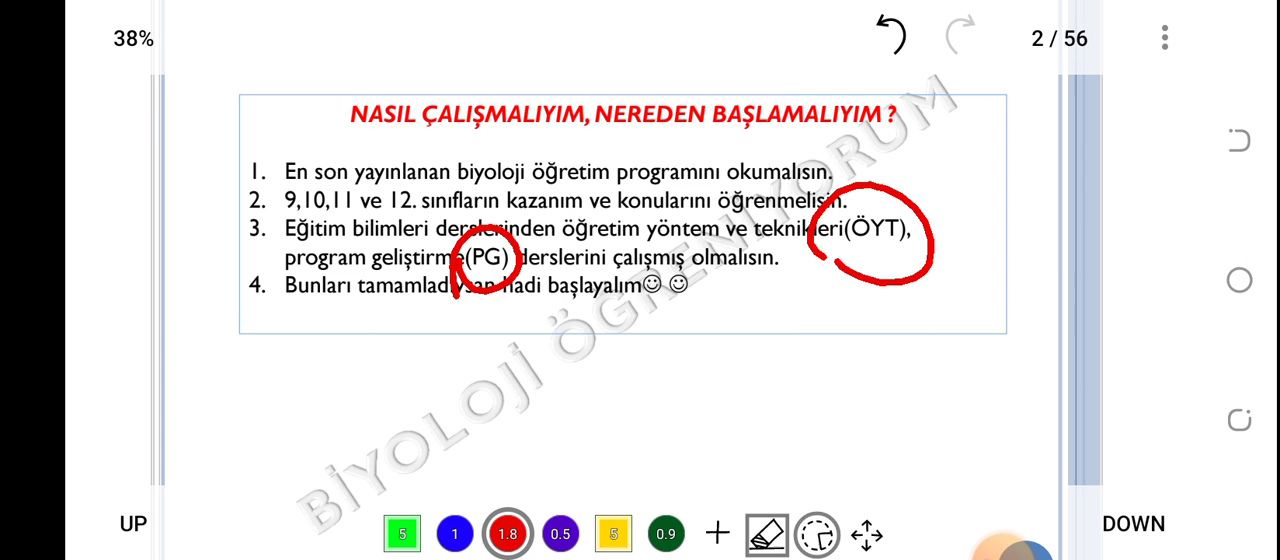 38%
2 / 56
NASIL ÇALIŞMALIYIM, NEREDEN BAŞLAMALIYIM ?
1. En son yayınlanan biyoloji öğretim programını okumalısın.
2. 9,10,11 ve 12. sınıfların kazanım ve konularını öğrenmelisin.
3. Eğitim bilimleri derslerinden öğretim yöntem ve teknikleri(ÖYT),
program geliştirme(PG) derslerini çalışmış olmalısın.
4. Bunları tamamladıysan hadi başlayalım☺ ☺
BİYOLOJİ ÖĞRENİYORUM
UP
5 1 1.8 0.5 5 0.9
DOWN